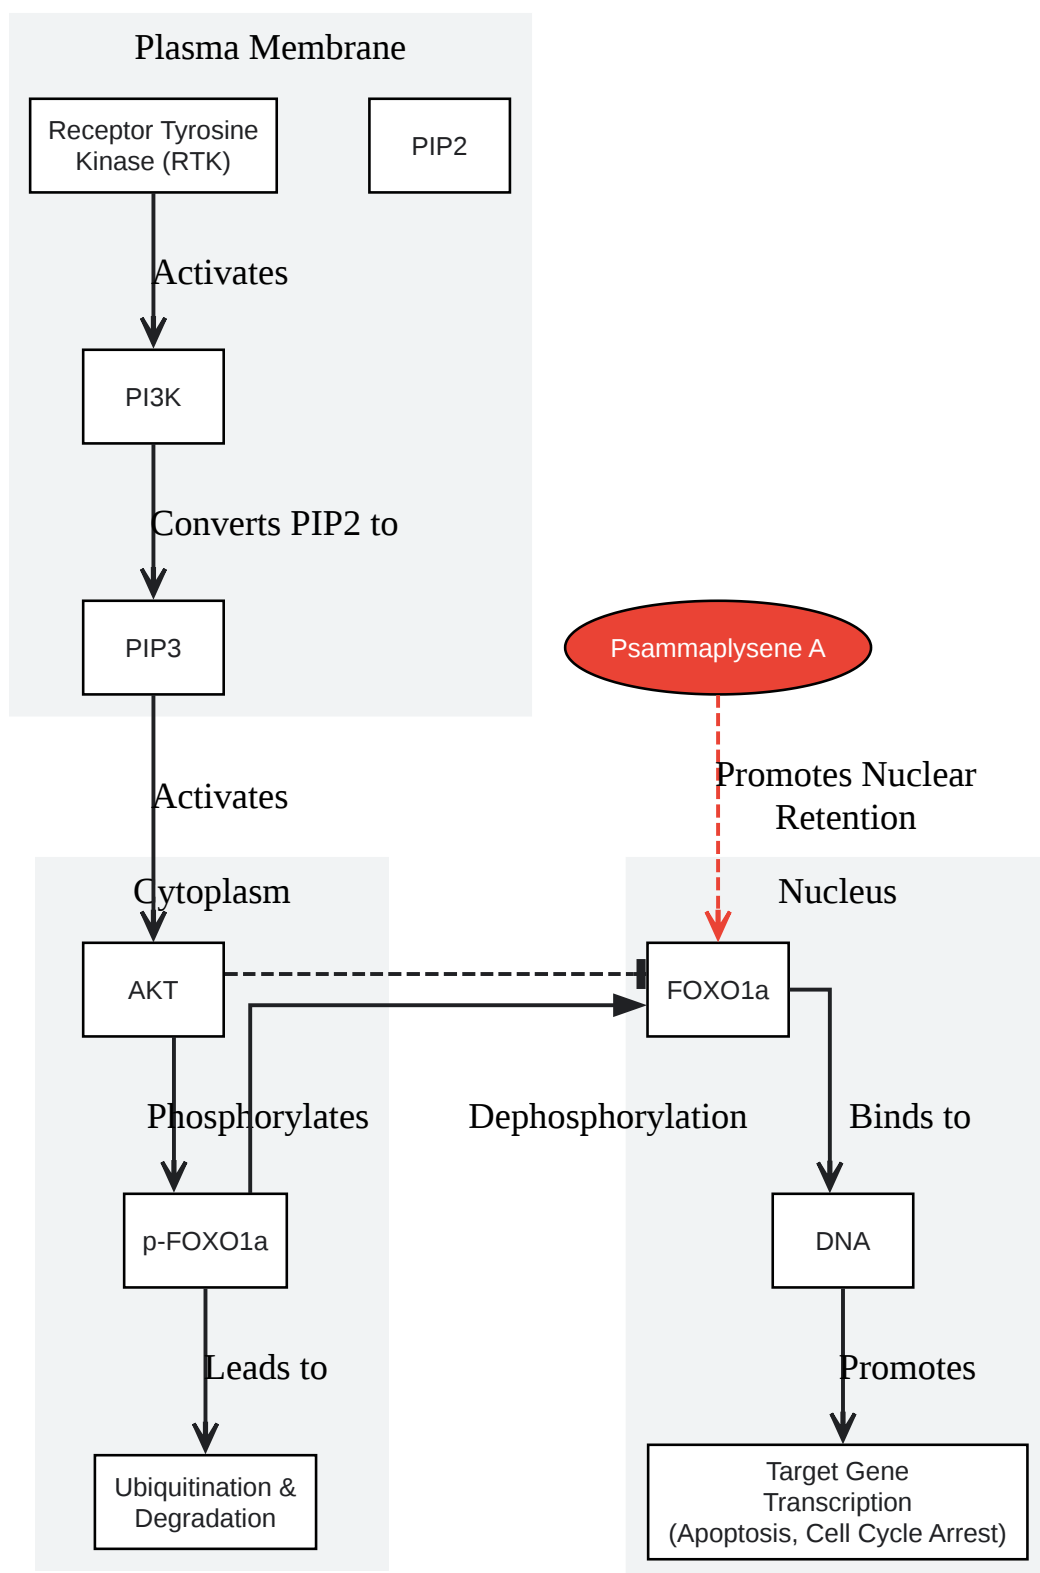 Plasma Membrane
Receptor Tyrosine
Kinase (RTK)
PIP2
Activates
PI3K
Converts PIP2 to
PIP3
Psammaplysene A
Activates
Promotes Nuclear
Retention
Cytoplasm
Nucleus
AKT
FOXO1a
Phosphorylates
Dephosphorylation
Binds to
p-FOXO1a
DNA
Leads to
Promotes
Ubiquitination &
Degradation
Target Gene
Transcription
(Apoptosis, Cell Cycle Arrest)